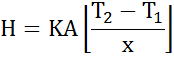 H = KA⌊(T₂ − T₁)/x⌋